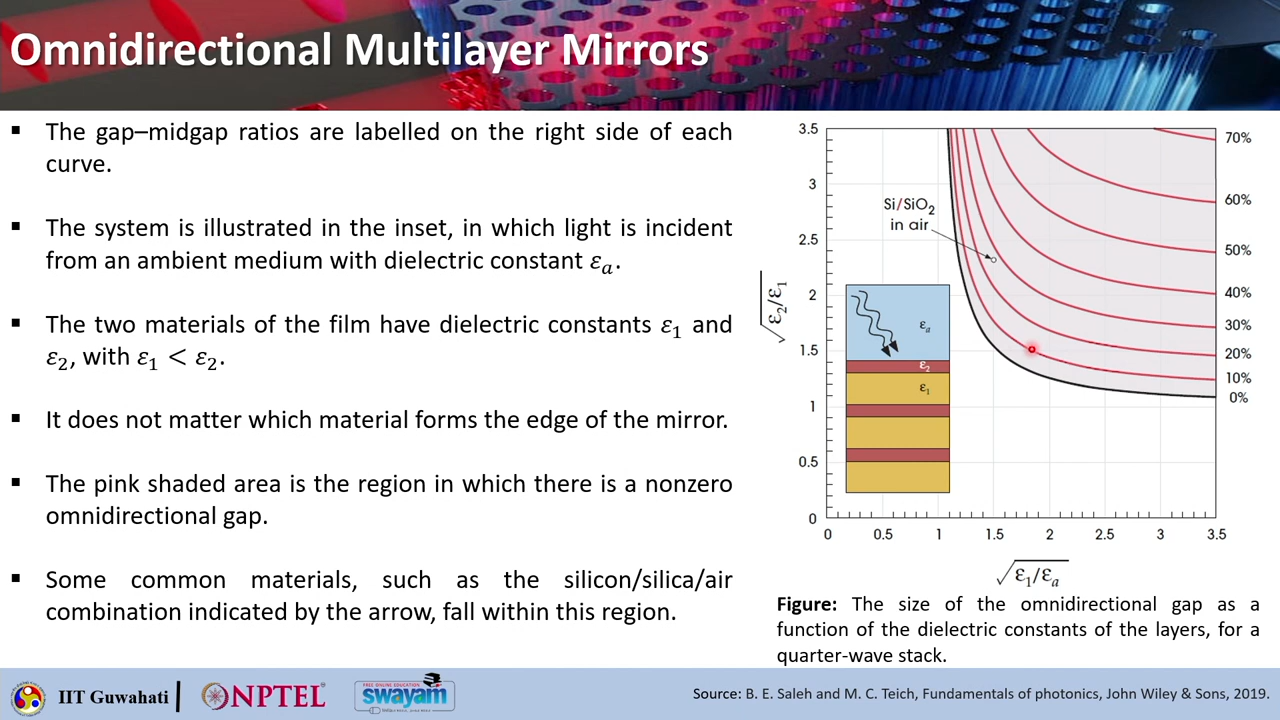 Omnidirectional Multilayer Mirrors
▪ The gap–midgap ratios are labelled on the right side of each
curve.
▪ The system is illustrated in the inset, in which light is incident
from an ambient medium with dielectric constant εₐ.
▪ The two materials of the film have dielectric constants ε₁ and
ε₂, with ε₁ < ε₂.
▪ It does not matter which material forms the edge of the mirror.
▪ The pink shaded area is the region in which there is a nonzero
omnidirectional gap.
▪ Some common materials, such as the silicon/silica/air
combination indicated by the arrow, fall within this region.
3.5
3
2.5
2
1.5
1
0.5
0
√ε₂/ε₁
Si/SiO₂
in air
εₐ
ε₂
ε₁
70%
60%
50%
40%
30%
20%
10%
0%
0 0.5 1 1.5 2 2.5 3 3.5
√ε₁/εₐ
Figure: The size of the omnidirectional gap as a
function of the dielectric constants of the layers, for a
quarter-wave stack.
IIT Guwahati
NPTEL
FREE ONLINE EDUCATION
swayam
Source: B. E. Saleh and M. C. Teich, Fundamentals of photonics, John Wiley & Sons, 2019.